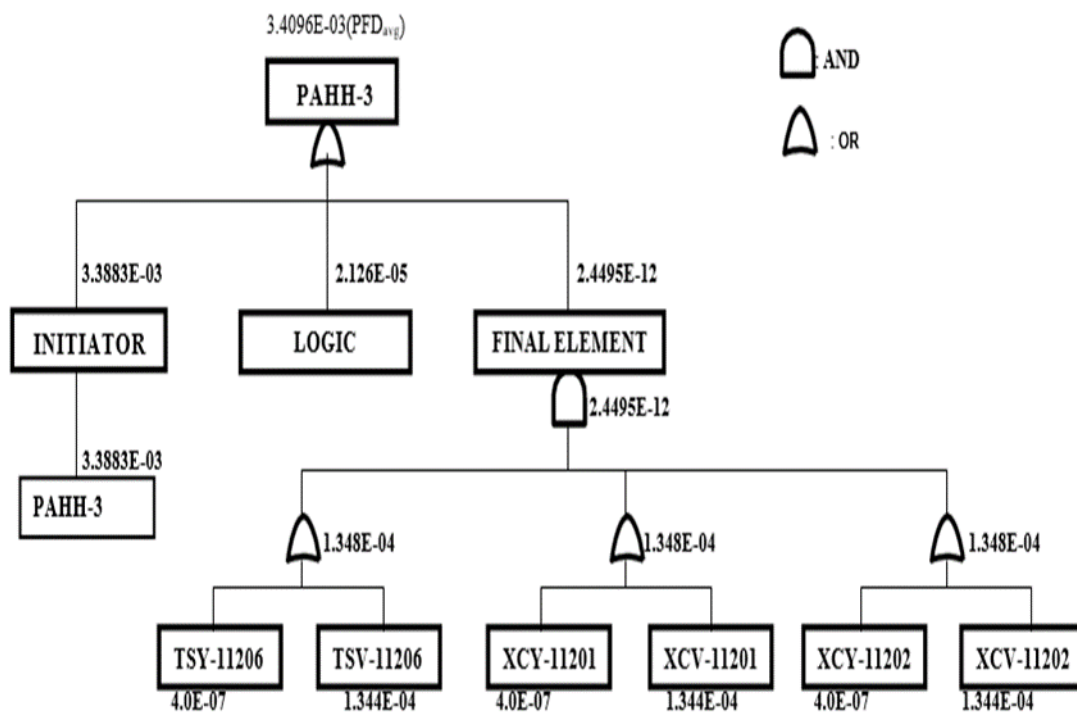 3.4096E-03(PFDavg)
PAHH-3
: AND
: OR
3.3883E-03
2.126E-05
2.4495E-12
INITIATOR
LOGIC
FINAL ELEMENT
2.4495E-12
3.3883E-03
PAHH-3
1.348E-04
1.348E-04
1.348E-04
TSY-11206
TSV-11206
XCY-11201
XCV-11201
XCY-11202
XCV-11202
4.0E-07
1.344E-04
4.0E-07
1.344E-04
4.0E-07
1.344E-04